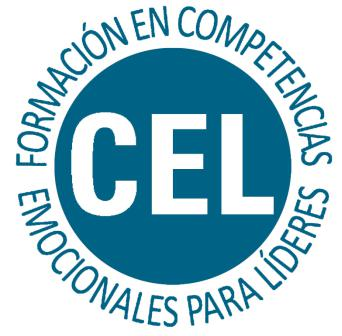 FORMACIÓN EN COMPETENCIAS
CEL
EMOCIONALES PARA LÍDERES